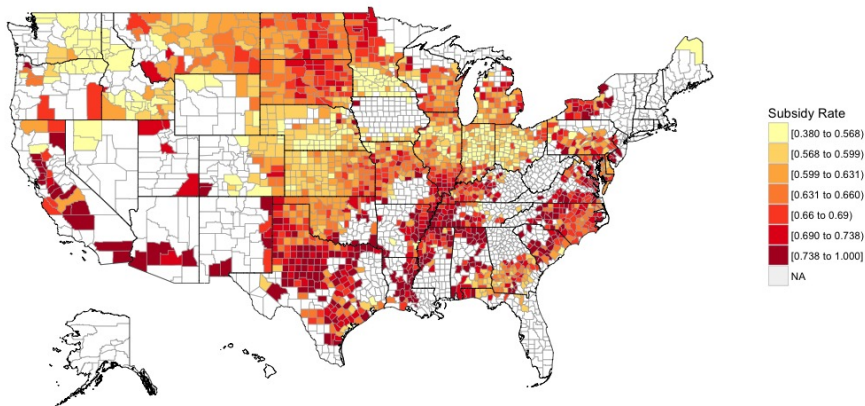 Subsidy Rate
[0.380 to 0.568)
[0.568 to 0.599)
[0.599 to 0.631)
[0.631 to 0.660)
[0.66 to 0.69)
[0.690 to 0.738)
[0.738 to 1.000]
NA